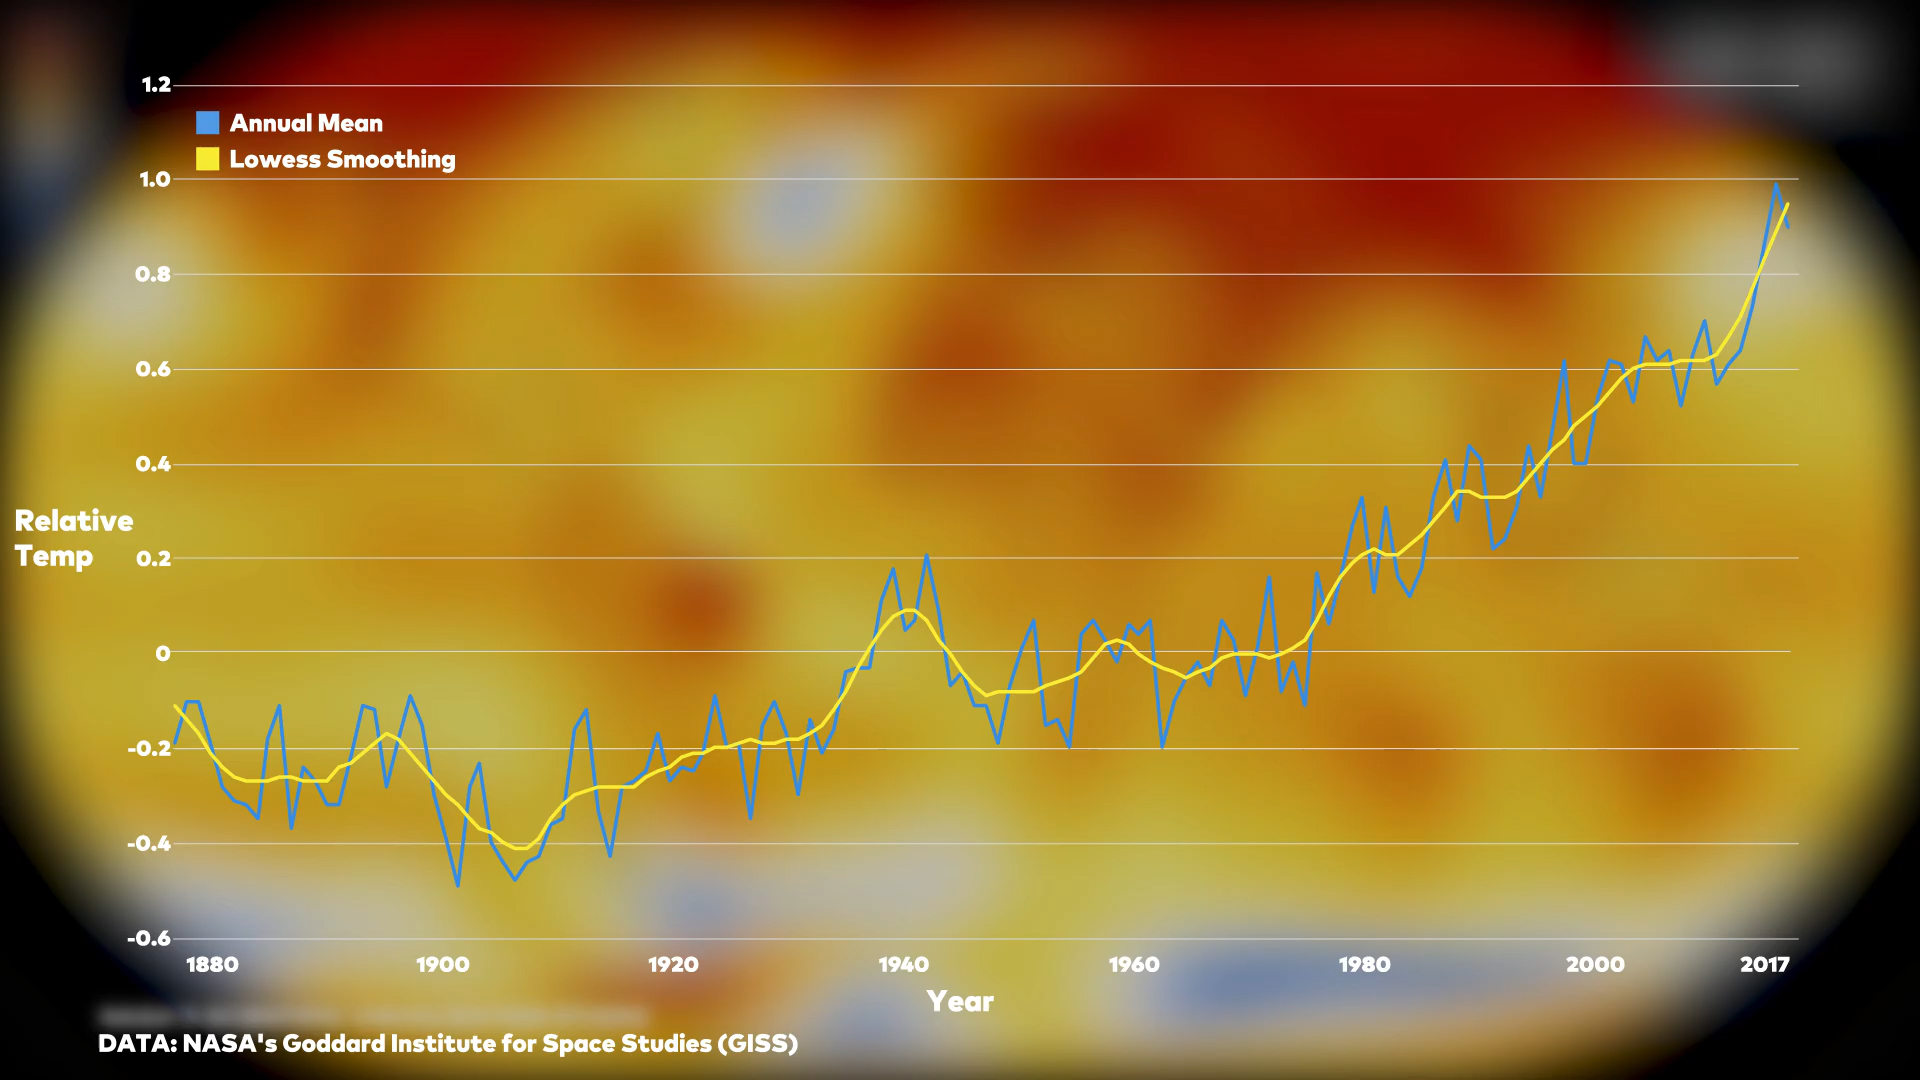 1.2
Annual Mean
Lowess Smoothing
1.0
0.8
0.6
0.4
Relative
Temp
0.2
0
-0.2
-0.4
-0.6
1880 1900 1920 1940 1960 1980 2000 2017
Year
DATA: NASA's Goddard Institute for Space Studies (GISS)